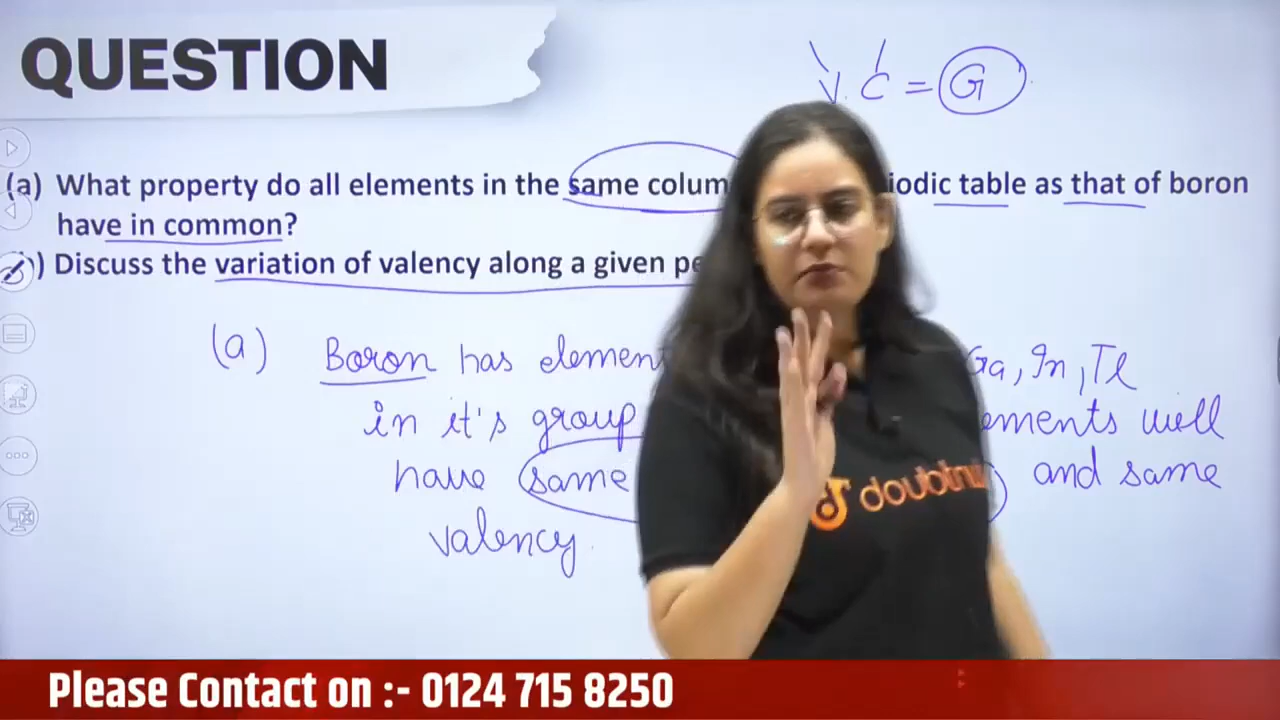 QUESTION
V. C = G
(a) What property do all elements in the same colum iodic table as that of boron
have in common?
) Discuss the variation of valency along a given pe
(a) Boron has element Ga, In, Tl
in it's group ements will
have same and same
valency.
doubtnu
Please Contact on :- 0124 715 8250